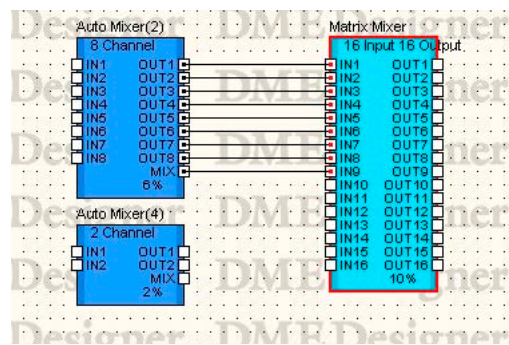 Auto Mixer(2)
8 Channel
IN1 OUT1
IN2 OUT2
IN3 OUT3
IN4 OUT4
IN5 OUT5
IN6 OUT6
IN7 OUT7
IN8 OUT8
MIX
6%
Auto Mixer(4)
2 Channel
IN1 OUT1
IN2 OUT2
MIX
2%
Matrix Mixer
16 Input 16 Output
IN1 OUT1
IN2 OUT2
IN3 OUT3
IN4 OUT4
IN5 OUT5
IN6 OUT6
IN7 OUT7
IN8 OUT8
IN9 OUT9
IN10 OUT10
IN11 OUT11
IN12 OUT12
IN13 OUT13
IN14 OUT14
IN15 OUT15
IN16 OUT16
10%
DME Designer